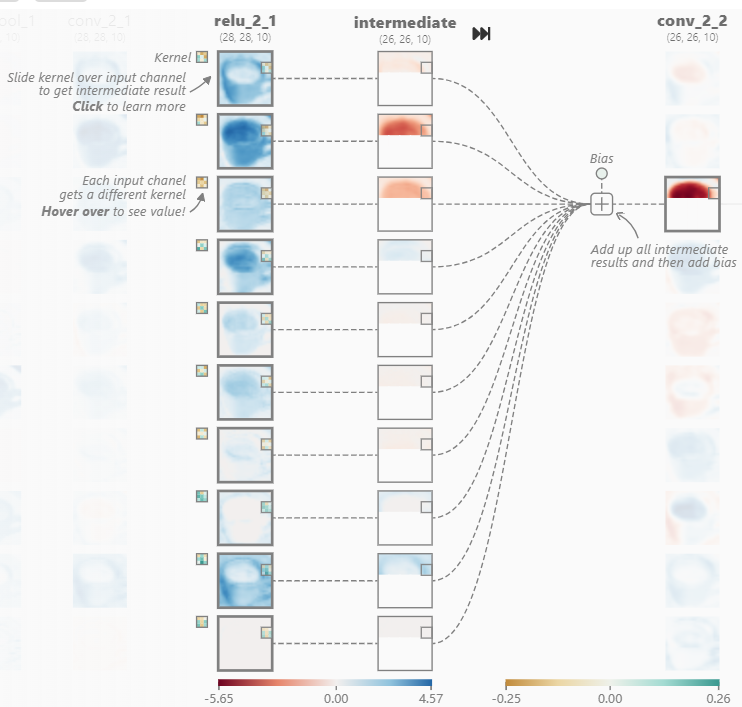 conv_2_1
(28, 28, 10)
relu_2_1
(28, 28, 10)
intermediate
(26, 26, 10)
conv_2_2
(26, 26, 10)
Kernel
Slide kernel over input channel
to get intermediate result
Click to learn more
Each input chanel
gets a different kernel
Hover over to see value!
Bias
Add up all intermediate
results and then add bias
-5.65
0.00
4.57
-0.25
0.00
0.26